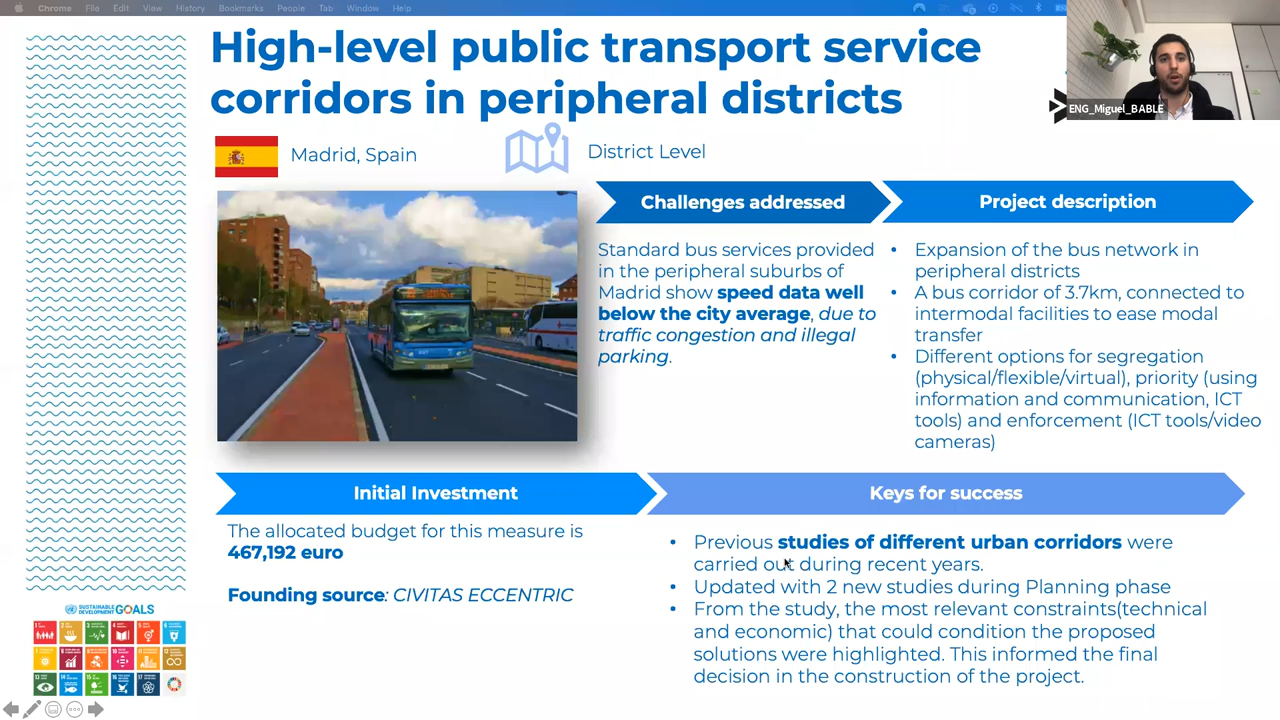 Chrome File Edit View History Bookmarks People Tab Window Help
High-level public transport service
corridors in peripheral districts
ENG_Miguel_BABLE
Madrid, Spain
District Level
Challenges addressed
Project description
Standard bus services provided
in the peripheral suburbs of
Madrid show speed data well
below the city average, due to
traffic congestion and illegal
parking.
• Expansion of the bus network in
peripheral districts
• A bus corridor of 3.7km, connected to
intermodal facilities to ease modal
transfer
• Different options for segregation
(physical/flexible/virtual), priority (using
information and communication, ICT
tools) and enforcement (ICT tools/video
cameras)
Initial Investment
Keys for success
The allocated budget for this measure is
467,192 euro
Founding source: CIVITAS ECCENTRIC
• Previous studies of different urban corridors were
carried out during recent years.
• Updated with 2 new studies during Planning phase
• From the study, the most relevant constraints(technical
and economic) that could condition the proposed
solutions were highlighted. This informed the final
decision in the construction of the project.
SUSTAINABLE
DEVELOPMENT GOALS